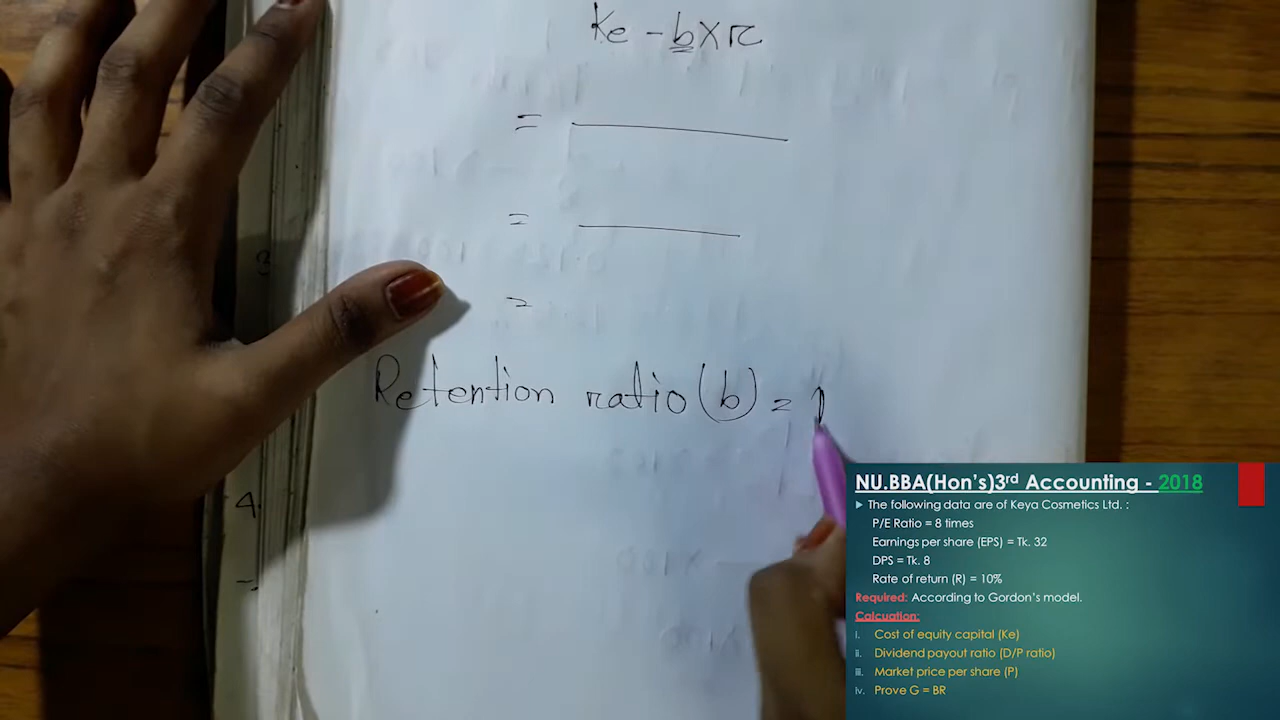 Ke - b×r
=
=
=
Retention ratio (b) = 1
3
4
NU.BBA(Hon's)3rd Accounting - 2018
The following data are of Keya Cosmetics Ltd. :
P/E Ratio = 8 times
Earnings per share (EPS) = Tk. 32
DPS = Tk. 8
Rate of return (R) = 10%
Required: According to Gordon's model.
Calcuation:
i. Cost of equity capital (Ke)
ii. Dividend payout ratio (D/P ratio)
iii. Market price per share (P)
iv. Prove G = BR